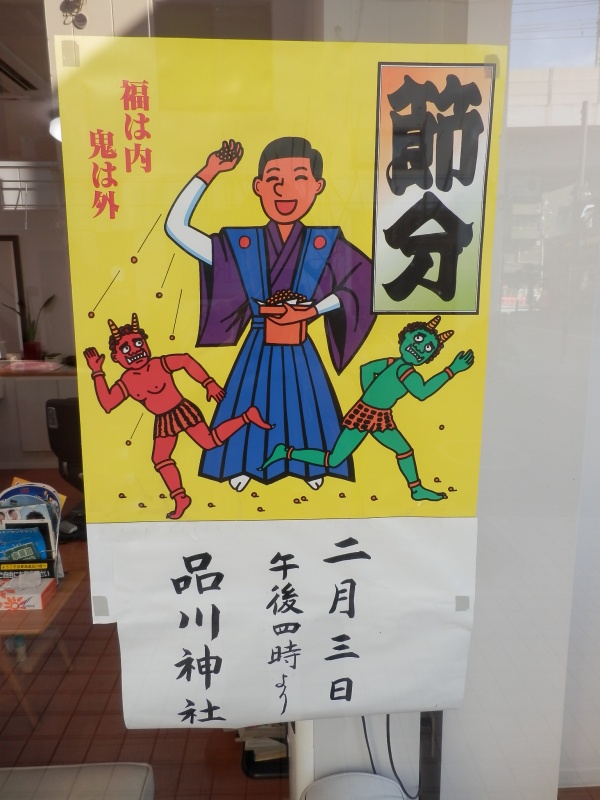 節分
福は内
鬼は外
二月三日
午後四時より
品川神社